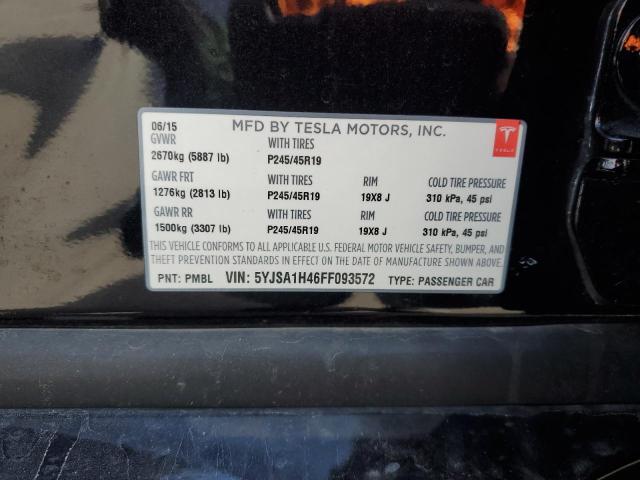 06/15 MFD BY TESLA MOTORS, INC.
GVWR WITH TIRES
2670kg (5887 lb) P245/45R19 TESLA
GAWR FRT WITH TIRES RIM COLD TIRE PRESSURE
1276kg (2813 lb) P245/45R19 19X8 J 310 kPa, 45 psi
GAWR RR WITH TIRES RIM COLD TIRE PRESSURE
1500kg (3307 lb) P245/45R19 19X8 J 310 kPa, 45 psi
THIS VEHICLE CONFORMS TO ALL APPLICABLE U.S. FEDERAL MOTOR VEHICLE SAFETY, BUMPER, AND
THEFT PREVENTION STANDARDS IN EFFECT ON THE DATE OF MANUFACTURE SHOWN ABOVE.
PNT: PMBL VIN: 5YJSA1H46FF093572 TYPE: PASSENGER CAR